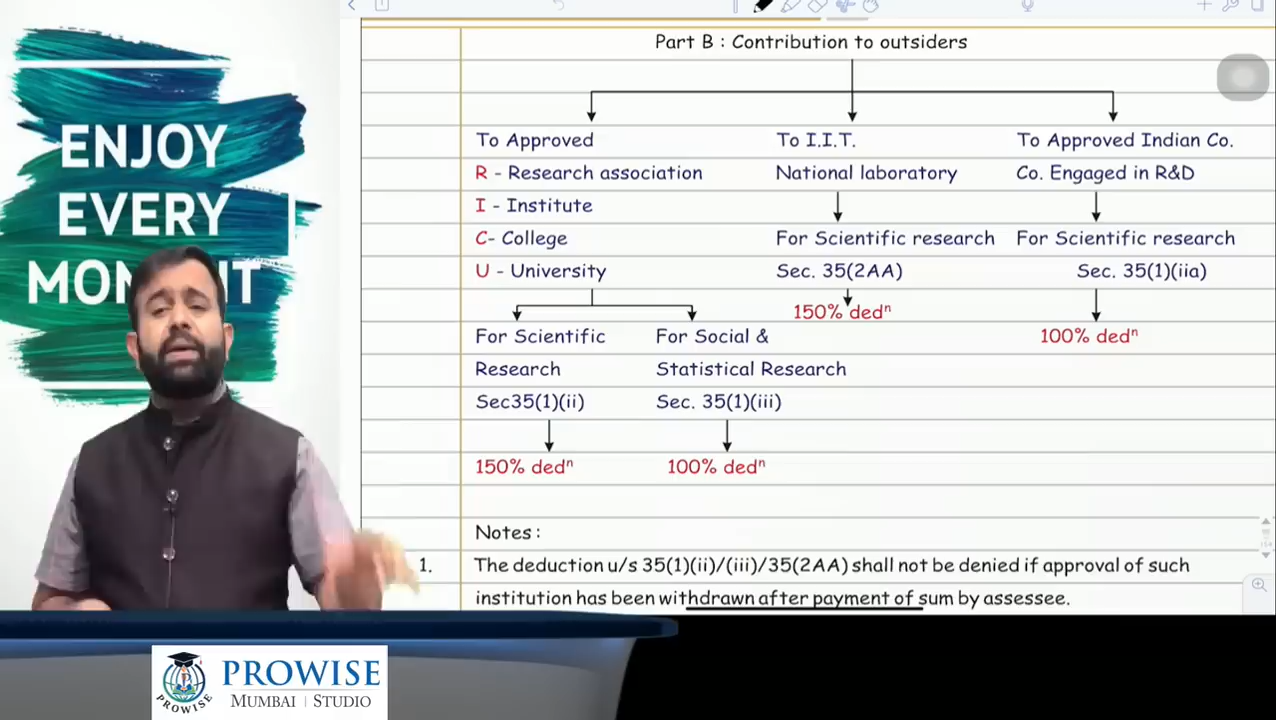 ENJOY
EVERY
Part B : Contribution to outsiders
To Approved
R - Research association
I - Institute
C- College
U - University
For Scientific
Research
Sec35(1)(ii)
150% dedⁿ
For Social &
Statistical Research
Sec. 35(1)(iii)
100% dedⁿ
To I.I.T.
National laboratory
For Scientific research
Sec. 35(2AA)
150% dedⁿ
To Approved Indian Co.
Co. Engaged in R&D
For Scientific research
Sec. 35(1)(iia)
100% dedⁿ
Notes :
1. The deduction u/s 35(1)(ii)/(iii)/35(2AA) shall not be denied if approval of such
institution has been withdrawn after payment of sum by assessee.
PROWISE
PROWISE
MUMBAI | STUDIO